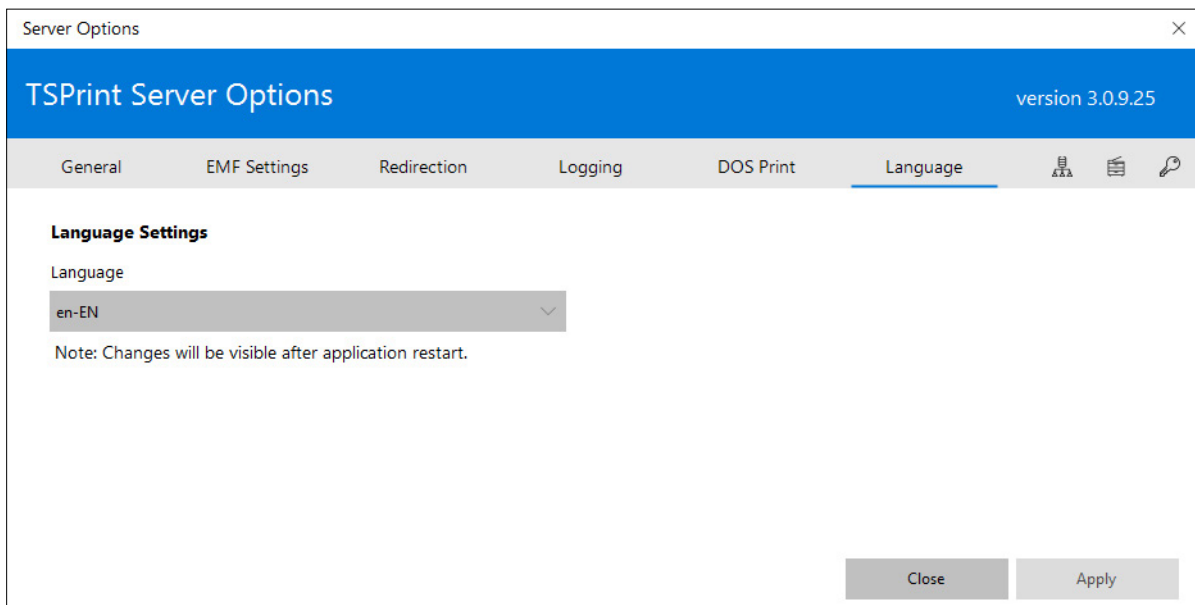 Server Options
TSPrint Server Options
version 3.0.9.25
General EMF Settings Redirection Logging DOS Print Language
Language Settings
Language
en-EN
Note: Changes will be visible after application restart.
Close Apply